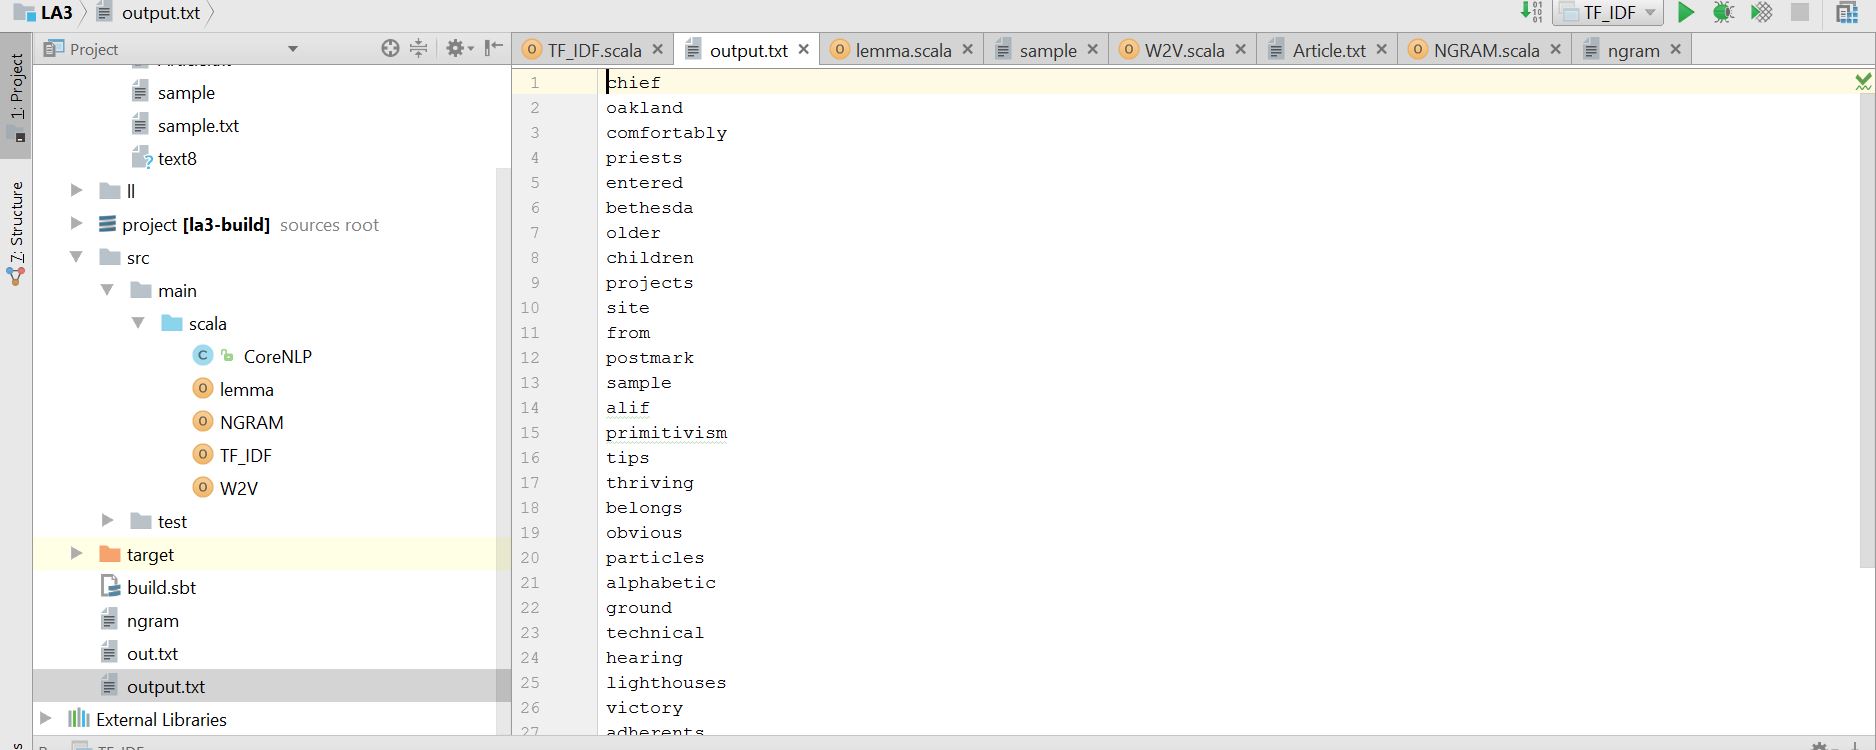 LA3 output.txt TF_IDF
1: Project
7: Structure
Project
sample
sample.txt
text8
ll
project [la3-build] sources root
src
main
scala
CoreNLP
lemma
NGRAM
TF_IDF
W2V
test
target
build.sbt
ngram
out.txt
output.txt
External Libraries
TF_IDF
TF_IDF.scala output.txt lemma.scala sample W2V.scala Article.txt NGRAM.scala ngram
1 chief
2 oakland
3 comfortably
4 priests
5 entered
6 bethesda
7 older
8 children
9 projects
10 site
11 from
12 postmark
13 sample
14 alif
15 primitivism
16 tips
17 thriving
18 belongs
19 obvious
20 particles
21 alphabetic
22 ground
23 technical
24 hearing
25 lighthouses
26 victory
27 adherents